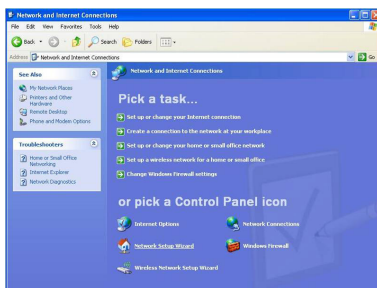 Network and Internet Connections
File Edit View Favorites Tools Help
Back Search Folders
Address Network and Internet Connections Go
See Also
My Network Places
Printers and Other Hardware
Remote Desktop
Phone and Modem Options
Troubleshooters
Home or Small Office Networking
Internet Explorer
Network Diagnostics
Network and Internet Connections
Pick a task...
Set up or change your Internet connection
Create a connection to the network at your workplace
Set up or change your home or small office network
Set up a wireless network for a home or small office
Change Windows Firewall settings
or pick a Control Panel icon
Internet Options
Network Connections
Network Setup Wizard
Windows Firewall
Wireless Network Setup Wizard